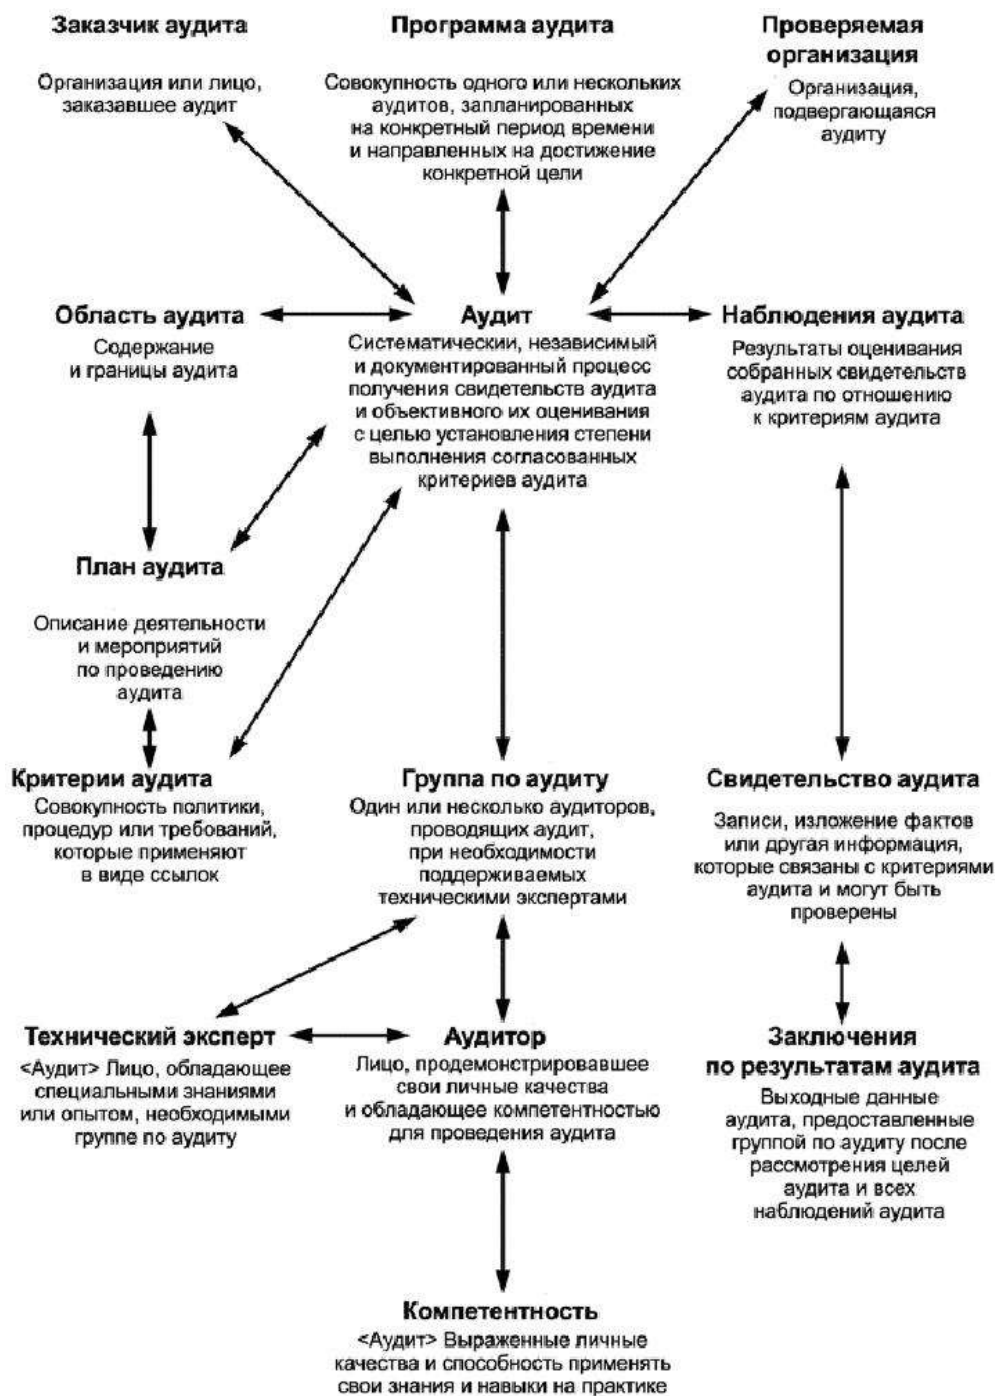 Заказчик аудита
Организация или лицо,
заказавшее аудит
Программа аудита
Совокупность одного или нескольких
аудитов, запланированных
на конкретный период времени
и направленных на достижение
конкретной цели
Проверяемая
организация
Организация,
подвергающаяся
аудиту
Область аудита
Содержание
и границы аудита
Аудит
Систематический, независимый
и документированный процесс
получения свидетельств аудита
и объективного их оценивания
с целью установления степени
выполнения согласованных
критериев аудита
Наблюдения аудита
Результаты оценивания
собранных свидетельств
аудита по отношению
к критериям аудита
План аудита
Описание деятельности
и мероприятий
по проведению
аудита
Критерии аудита
Совокупность политики,
процедур или требований,
которые применяют
в виде ссылок
Группа по аудиту
Один или несколько аудиторов,
проводящих аудит,
при необходимости
поддерживаемых
техническими экспертами
Свидетельство аудита
Записи, изложение фактов
или другая информация,
которые связаны с критериями
аудита и могут быть
проверены
Технический эксперт
<Аудит> Лицо, обладающее
специальными знаниями
или опытом, необходимыми
группе по аудиту
Аудитор
Лицо, продемонстрировавшее
свои личные качества
и обладающее компетентностью
для проведения аудита
Заключения
по результатам аудита
Выходные данные
аудита, предоставленные
группой по аудиту после
рассмотрения целей
аудита и всех
наблюдений аудита
Компетентность
<Аудит> Выраженные личные
качества и способность применять
свои знания и навыки на практике